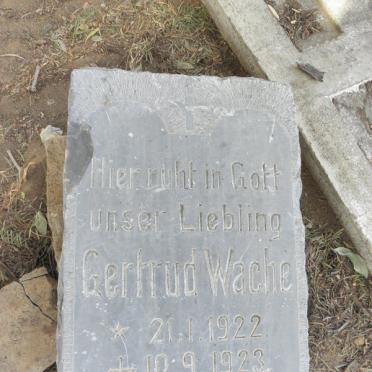 Hier ruht in Gott
unser Liebling
Gertrud Wache
* 21.1.1922
† 10.9.1923